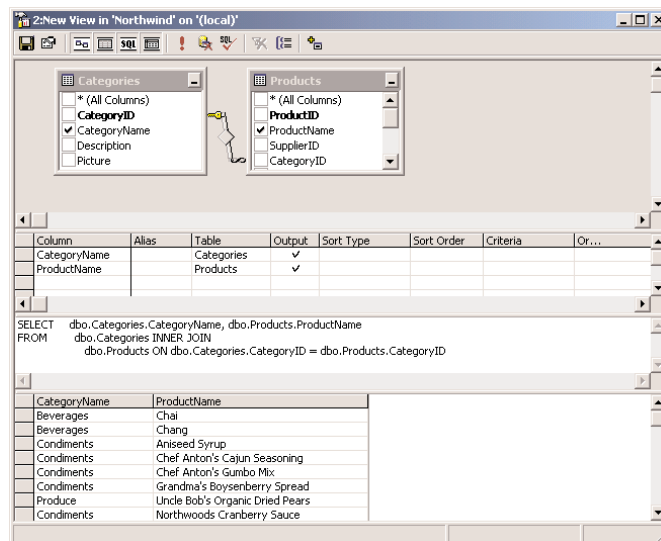 2:New View in 'Northwind' on '(local)'
SQL SQL
Categories
* (All Columns)
CategoryID
CategoryName
Description
Picture
Products
* (All Columns)
ProductID
ProductName
SupplierID
CategoryID
Column Alias Table Output Sort Type Sort Order Criteria Or...
CategoryName Categories
ProductName Products
SELECT dbo.Categories.CategoryName, dbo.Products.ProductName
FROM dbo.Categories INNER JOIN
dbo.Products ON dbo.Categories.CategoryID = dbo.Products.CategoryID
CategoryName ProductName
Beverages Chai
Beverages Chang
Condiments Aniseed Syrup
Condiments Chef Anton's Cajun Seasoning
Condiments Chef Anton's Gumbo Mix
Condiments Grandma's Boysenberry Spread
Produce Uncle Bob's Organic Dried Pears
Condiments Northwoods Cranberry Sauce